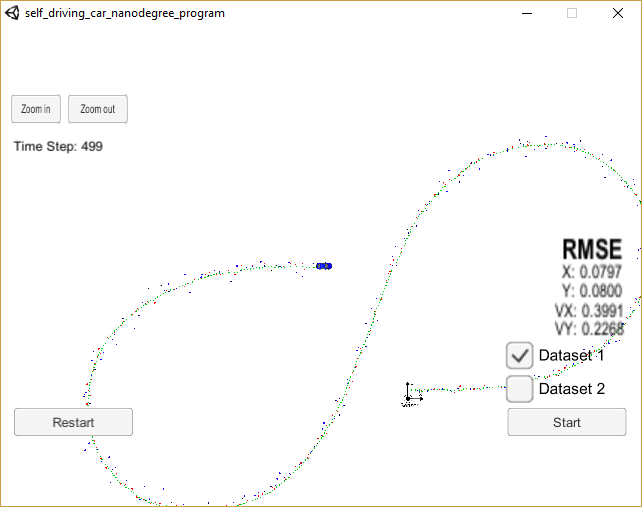 self_driving_car_nanodegree_program
Zoom in Zoom out
Time Step: 499
RMSE
X: 0.0797
Y: 0.0800
VX: 0.3991
VY: 0.2268
Dataset 1
Dataset 2
Restart Start